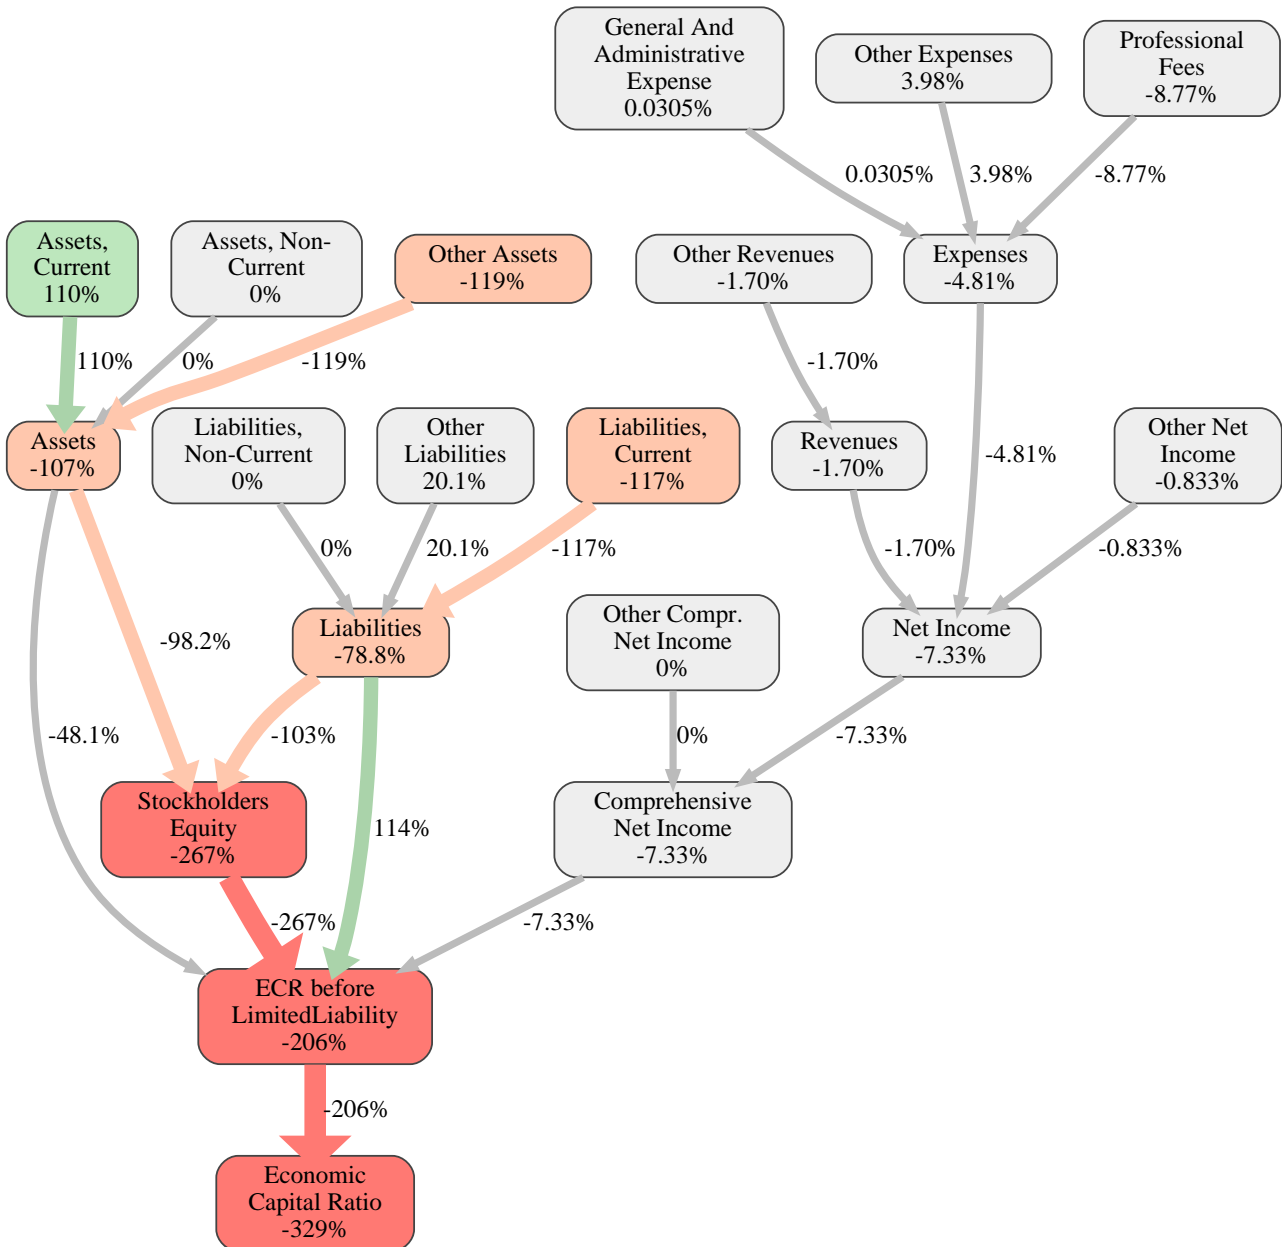 General And
Administrative
Expense
0.0305%
Other Expenses
3.98%
Professional
Fees
-8.77%
0.0305%
3.98%
-8.77%
Assets,
Current
110%
Assets, Non-
Current
0%
Other Assets
-119%
Other Revenues
-1.70%
Expenses
-4.81%
110%
0%
-119%
-1.70%
Assets
-107%
Liabilities,
Non-Current
0%
Other
Liabilities
20.1%
Liabilities,
Current
-117%
Revenues
-1.70%
-4.81%
Other Net
Income
-0.833%
0%
20.1%
-117%
-1.70%
-0.833%
-98.2%
Liabilities
-78.8%
Other Compr.
Net Income
0%
Net Income
-7.33%
-48.1%
-103%
0%
-7.33%
Stockholders
Equity
-267%
114%
Comprehensive
Net Income
-7.33%
-267%
-7.33%
ECR before
LimitedLiability
-206%
-206%
Economic
Capital Ratio
-329%